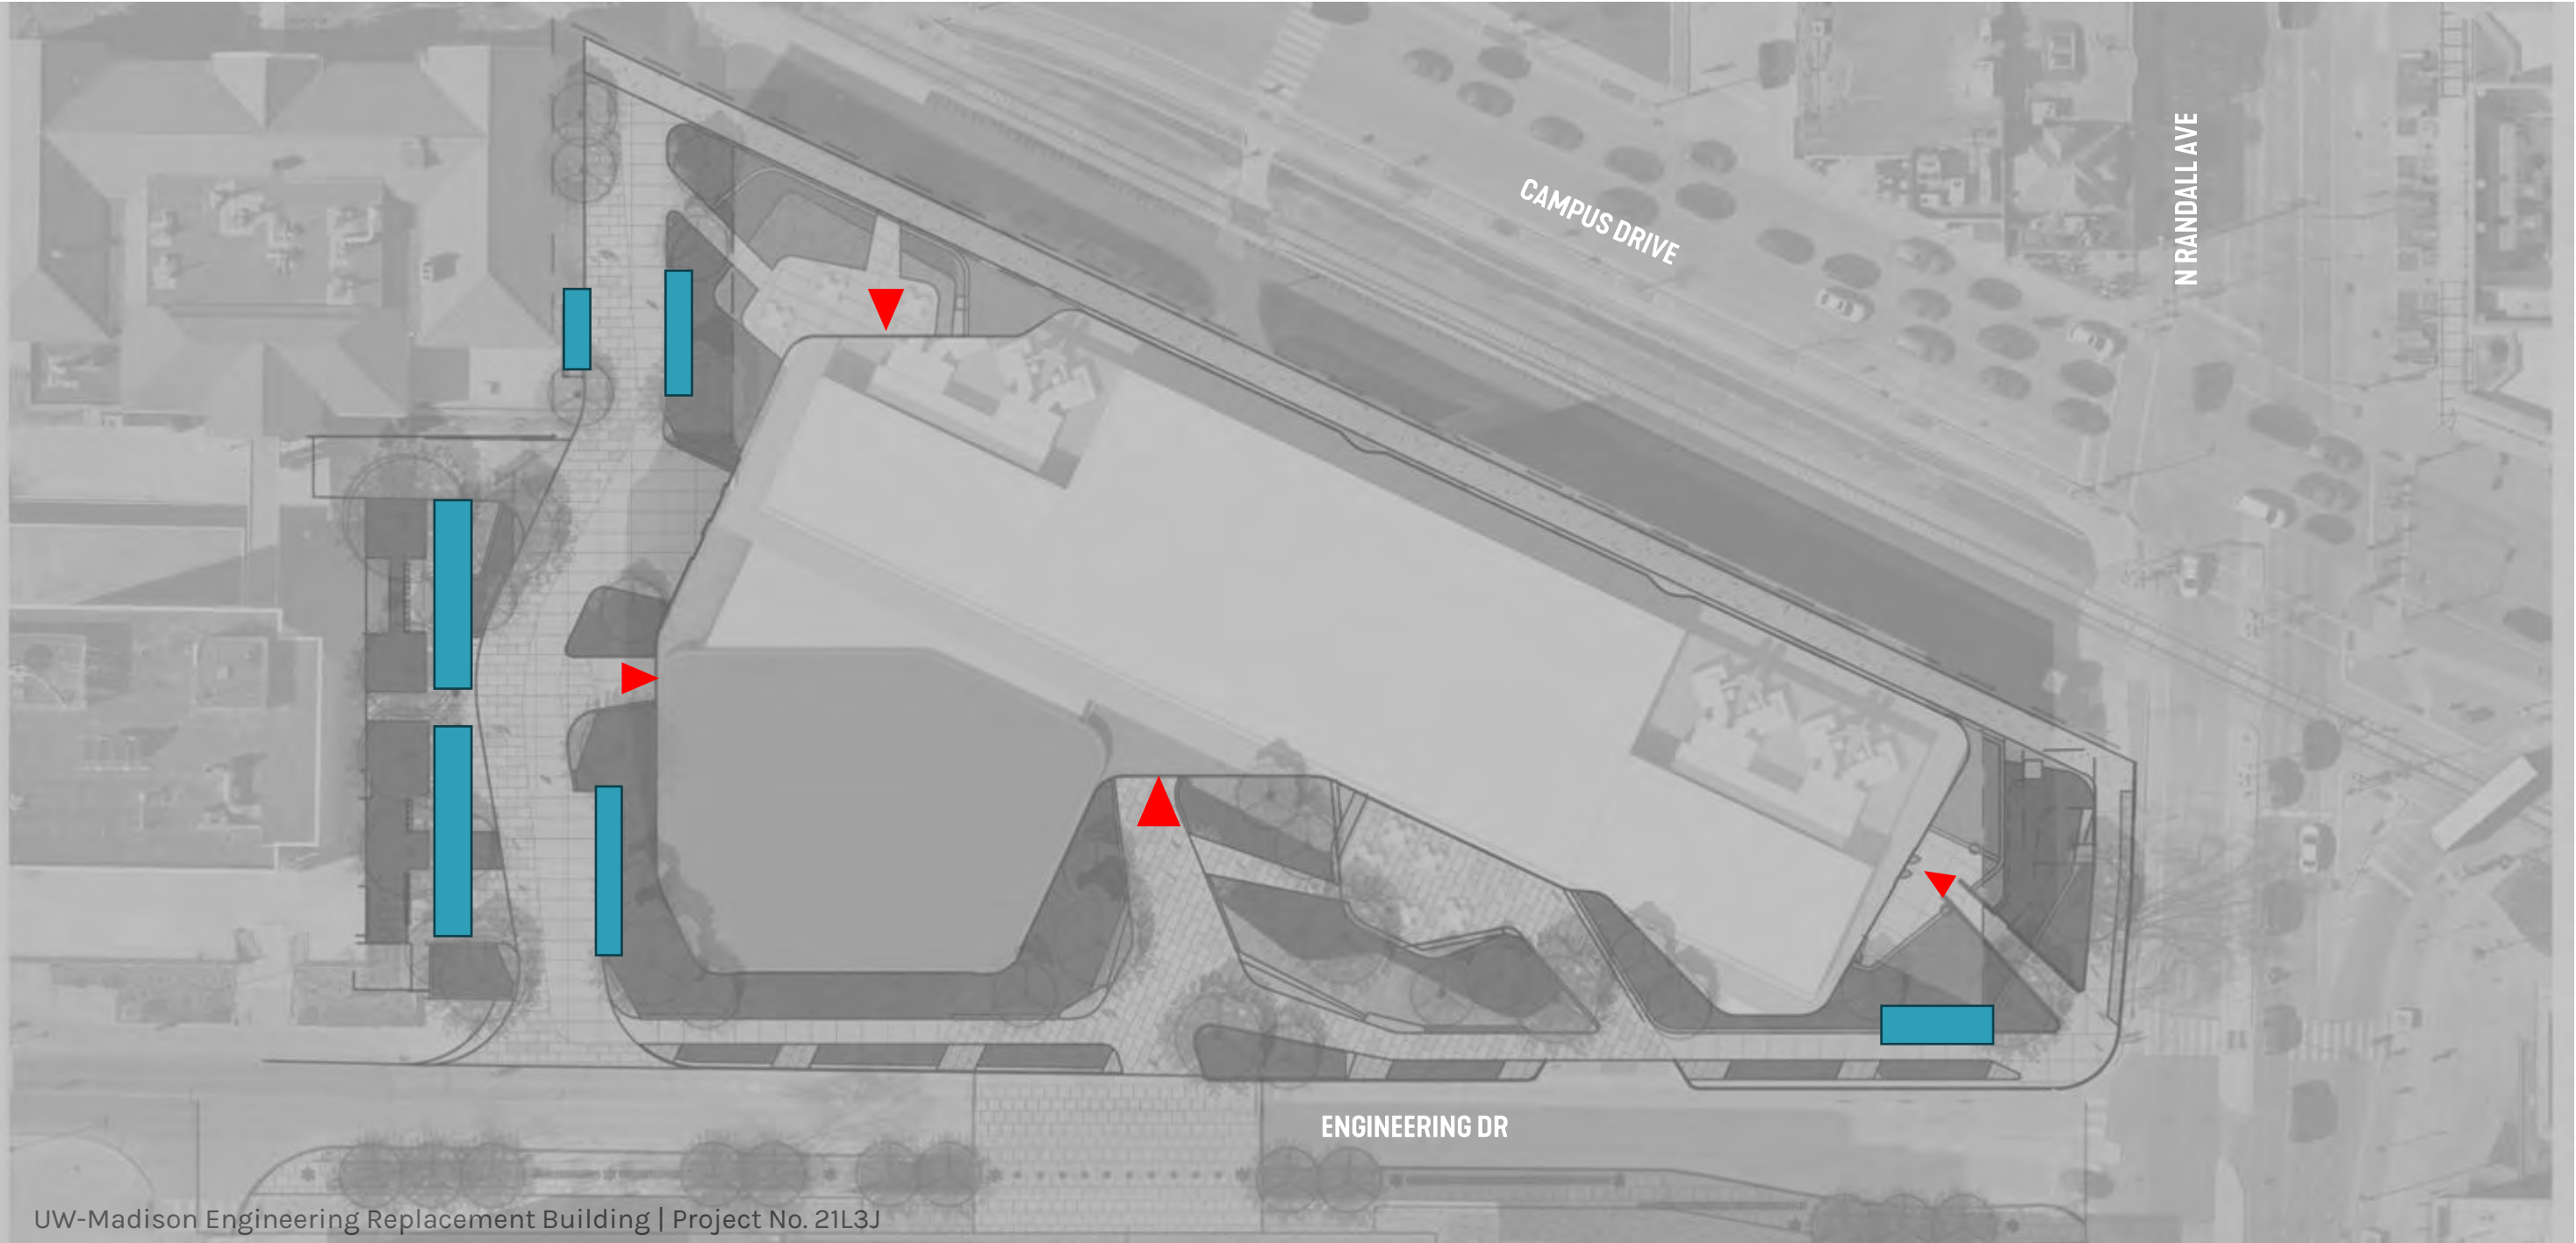 CAMPUS DRIVE
N RANDALL AVE
ENGINEERING DR
UW-Madison Engineering Replacement Building | Project No. 21L3J